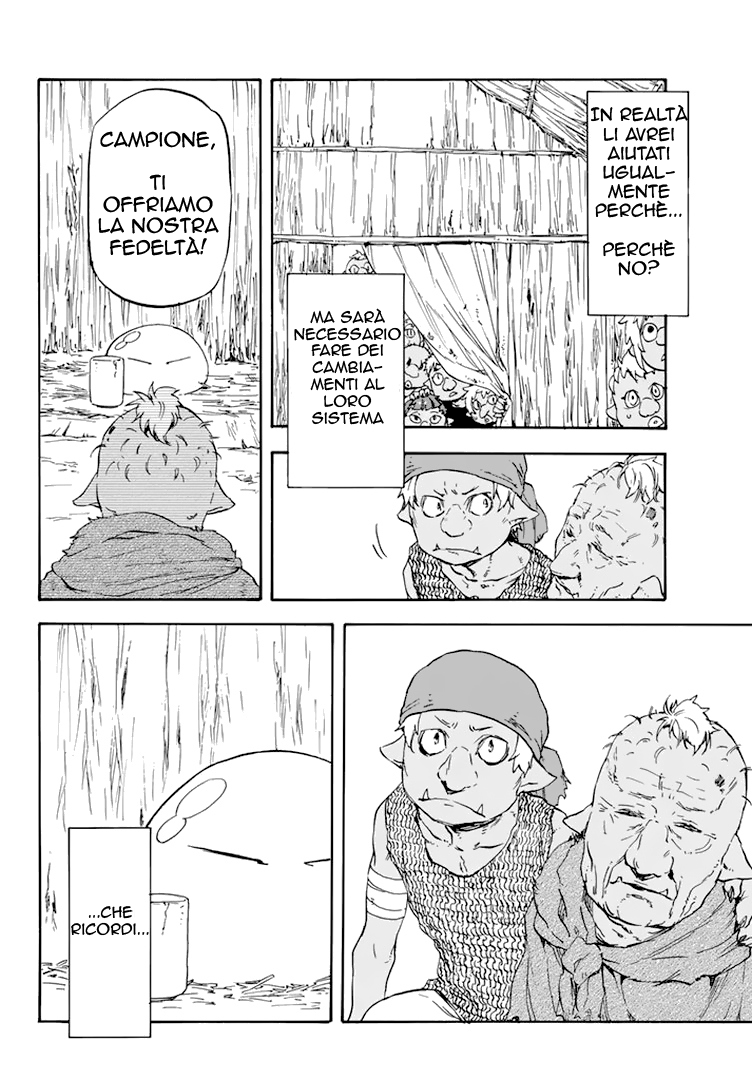 IN REALTÀ
LI AVREI
AIUTATI
UGUAL-
MENTE
PERCHÈ...
PERCHÈ
NO?
MA SARÀ
NECESSARIO
FARE DEI
CAMBIA-
MENTI AL
LORO
SISTEMA
CAMPIONE,
TI
OFFRIAMO
LA NOSTRA
FEDELTÀ!
...CHE
RICORDI...